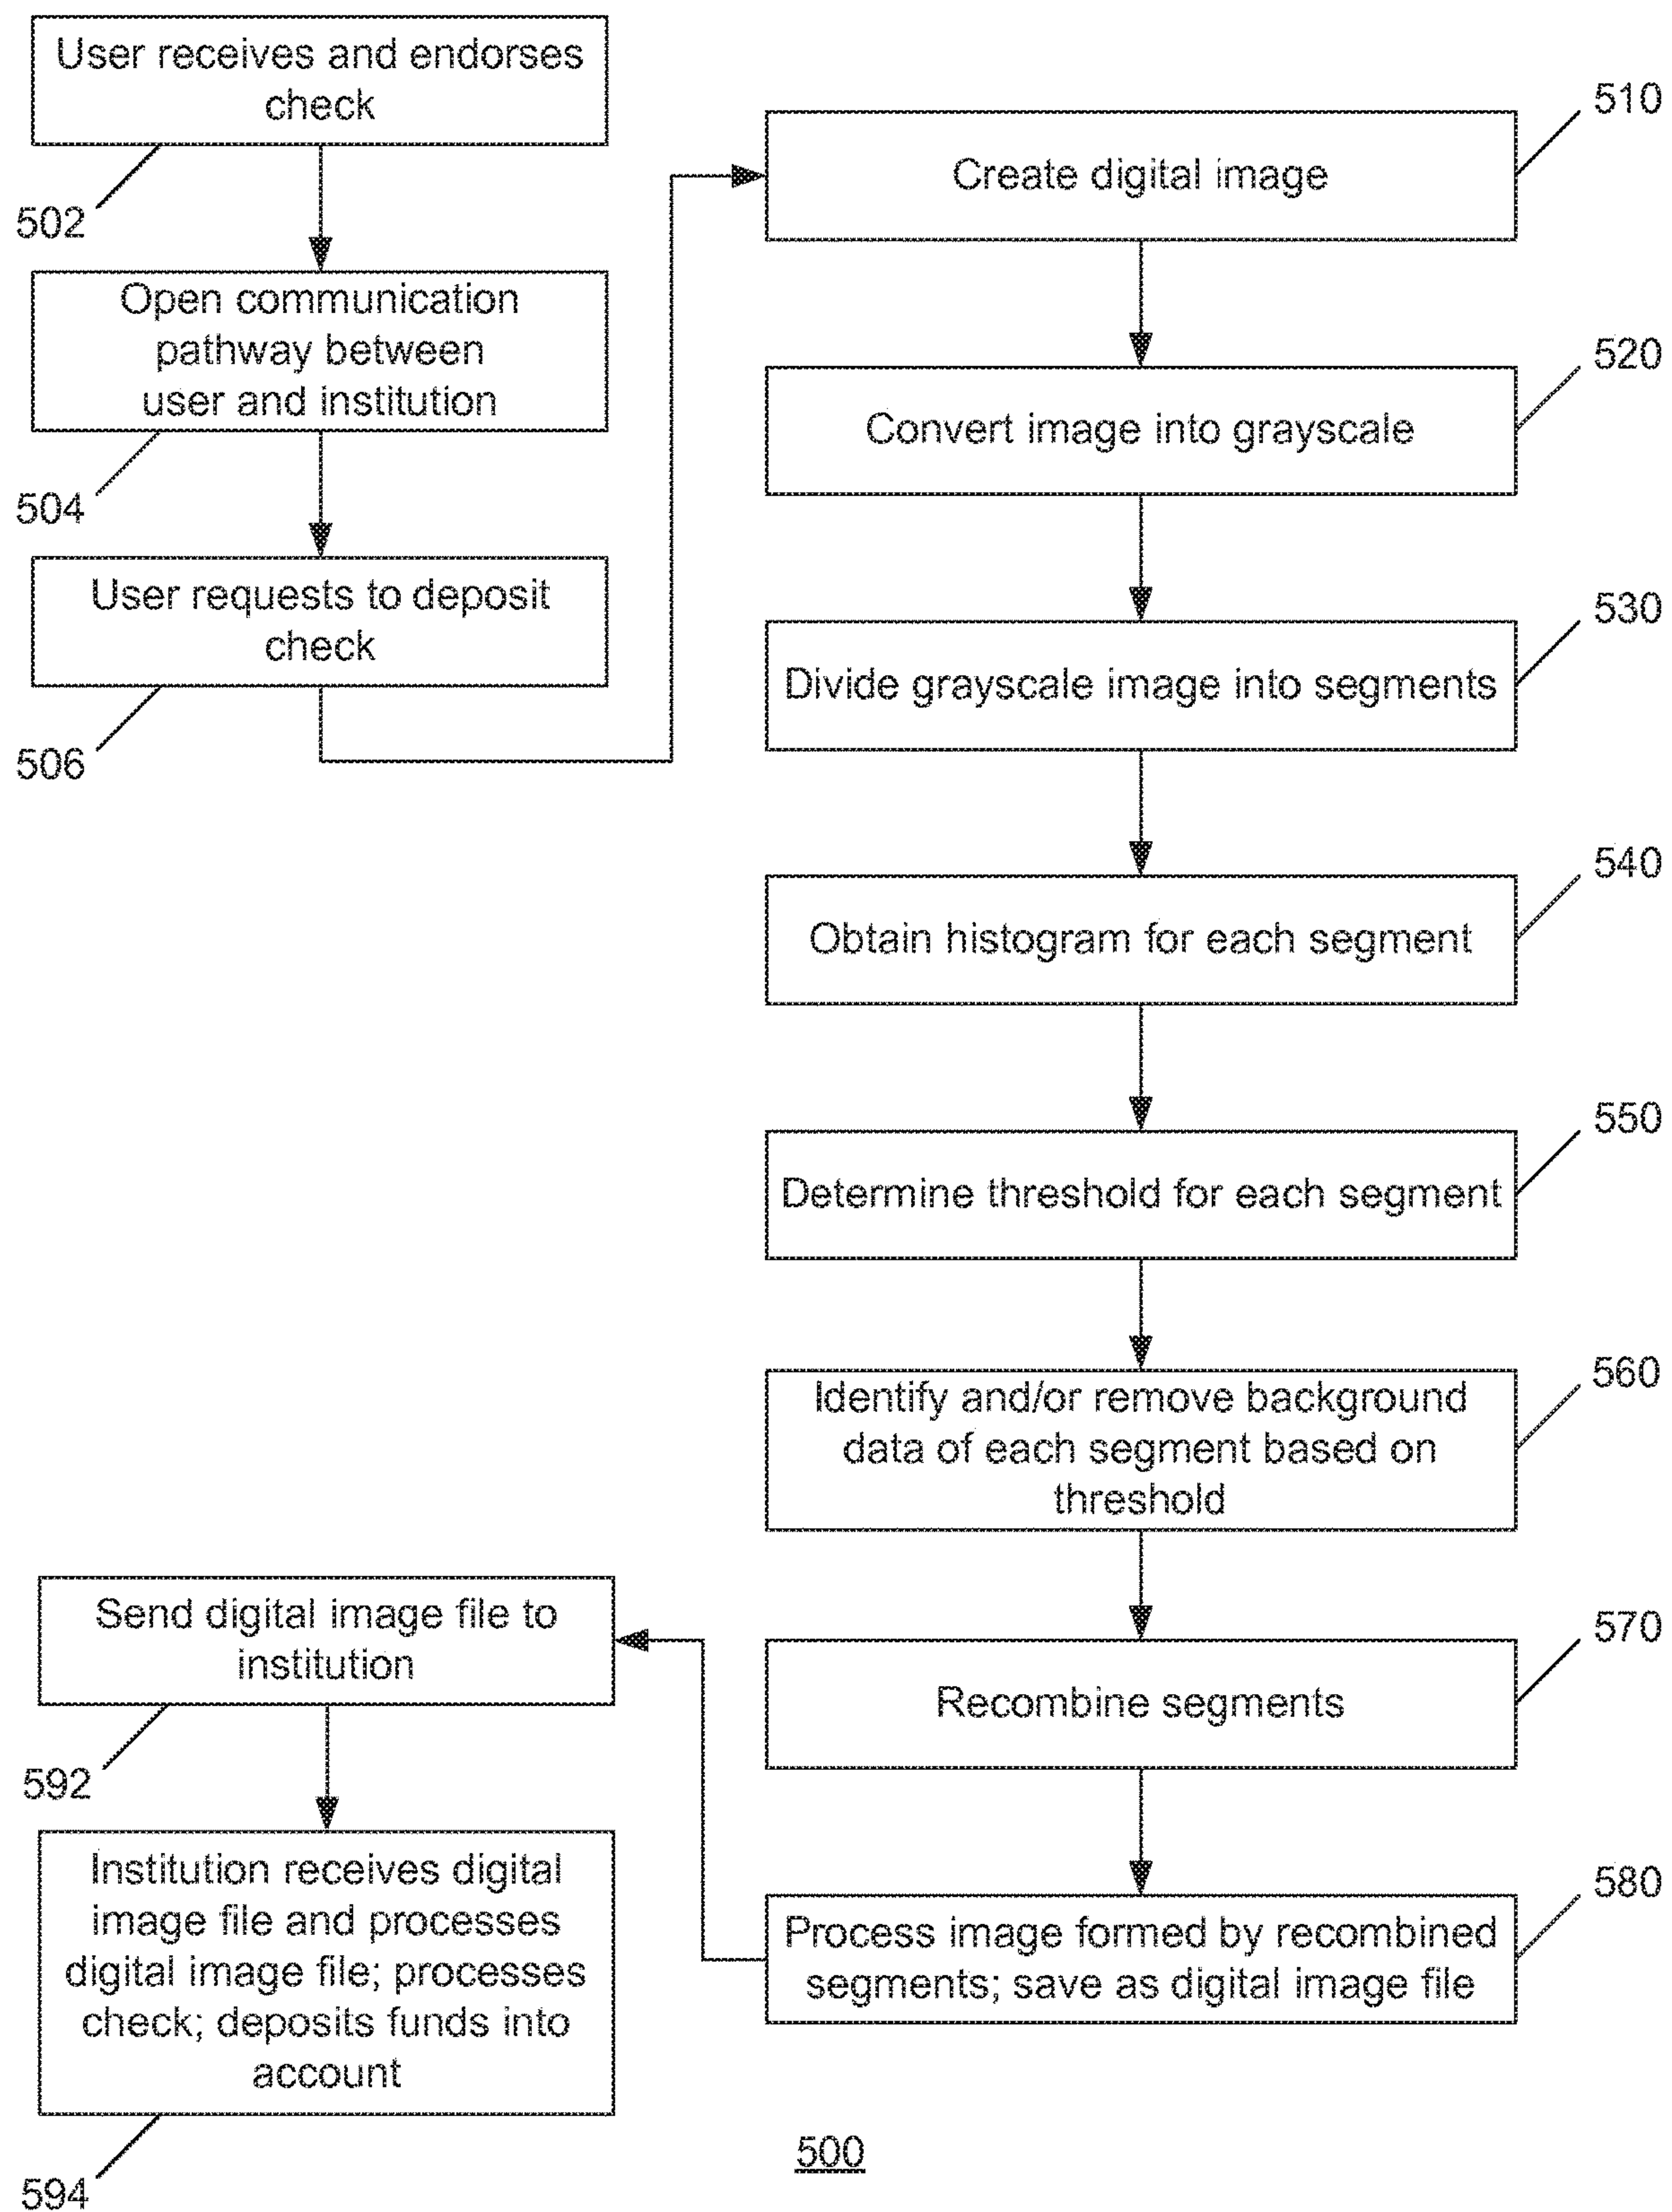 User receives and endorses
check
502
Open communication
pathway between
user and institution
504
User requests to deposit
check
506
510
Create digital image
520
Convert image into grayscale
530
Divide grayscale image into segments
540
Obtain histogram for each segment
550
Determine threshold for each segment
560
Identify and/or remove background
data of each segment based on
threshold
570
Recombine segments
580
Process image formed by recombined
segments; save as digital image file
Send digital image file to
institution
592
Institution receives digital
image file and processes
digital image file; processes
check; deposits funds into
account
594
500